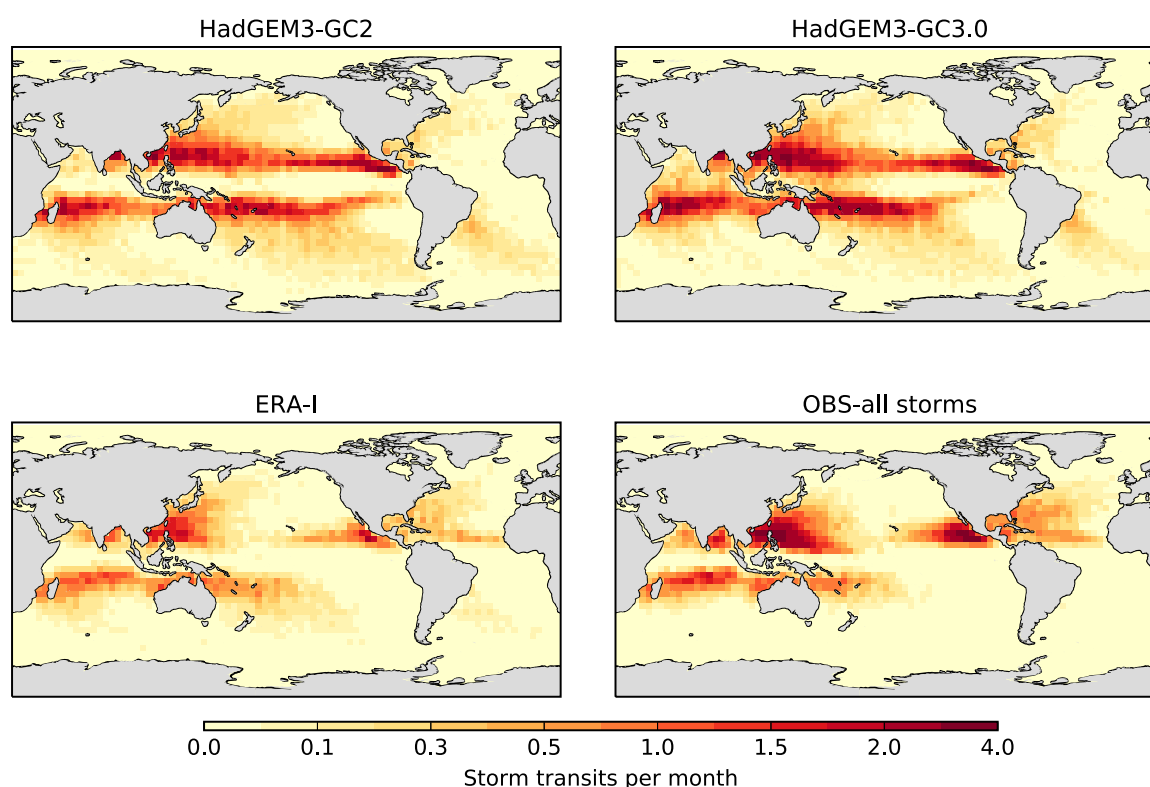 HadGEM3-GC2
HadGEM3-GC3.0
ERA-I
OBS-all storms
0.0 0.1 0.3 0.5 1.0 1.5 2.0 4.0
Storm transits per month